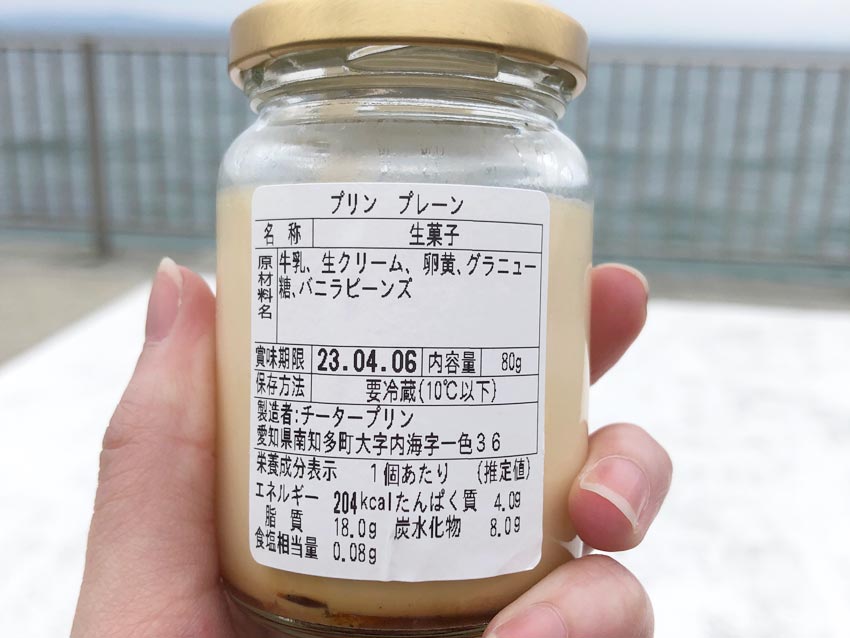 プリン プレーン
名称 生菓子
原材料名 牛乳、生クリーム、卵黄、グラニュー
糖、バニラビーンズ
賞味期限 23.04.06 内容量 80g
保存方法 要冷蔵(10℃以下)
製造者:チータープリン
愛知県南知多町大字内海字一色36
栄養成分表示 1個あたり (推定値)
エネルギー 204kcal たんぱく質 4.0g
脂質 18.0g 炭水化物 8.0g
食塩相当量 0.08g